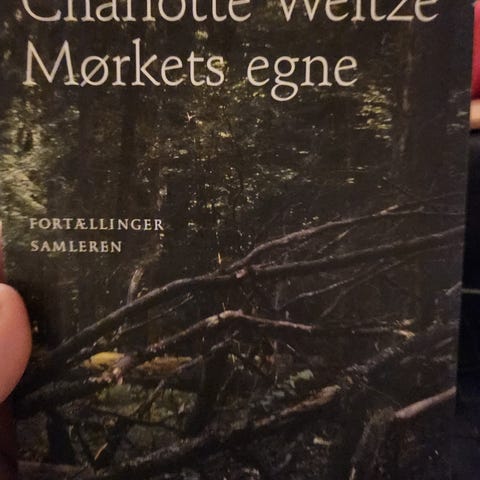 Charlotte Weitze
Mørkets egne
FORTÆLLINGER
SAMLEREN